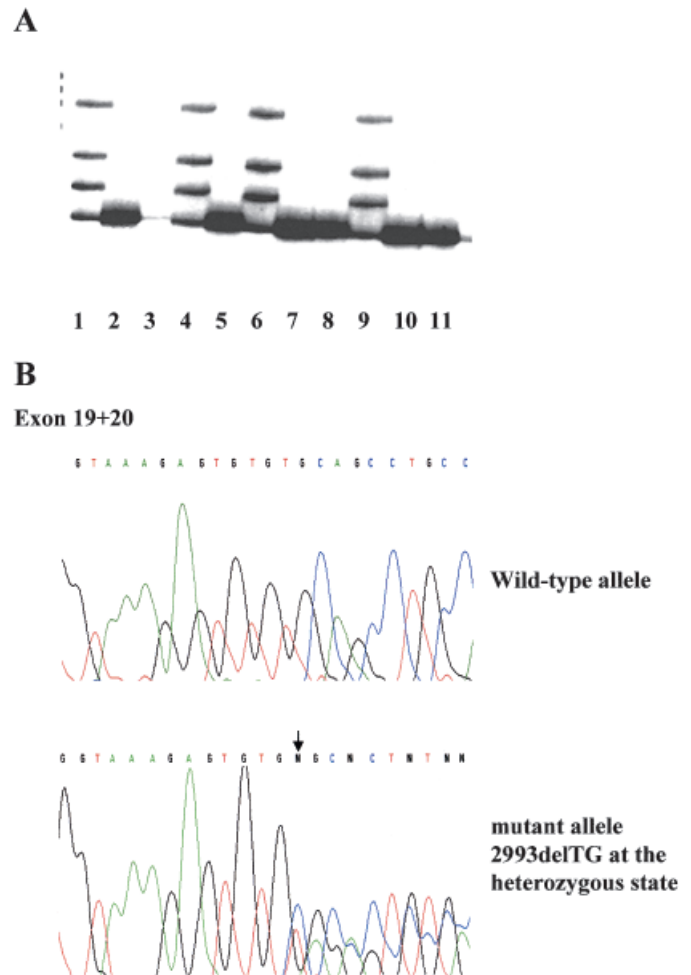 A
1 2 3 4 5 6 7 8 9 10 11
B
Exon 19+20
G T A A A G A G T G T G T G C A G C C T G C C
Wild-type allele
G G T A A A G A G T G T G N G C N C T N T N N
mutant allele
2993delTG at the
heterozygous state